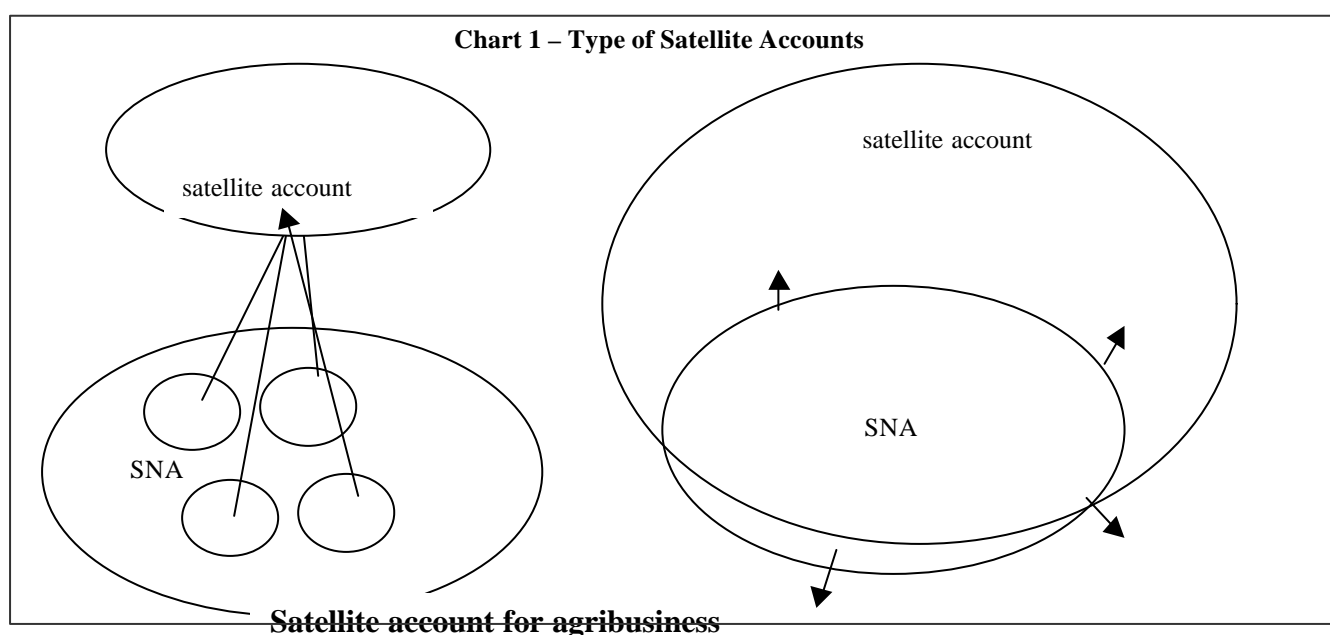 Chart 1 – Type of Satellite Accounts
satellite account
satellite account
SNA
SNA
Satellite account for agribusiness